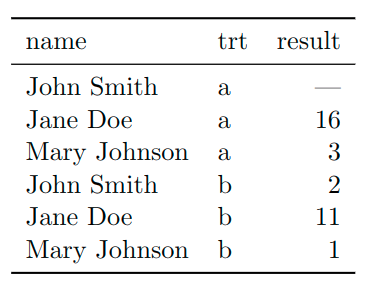 name trt result
John Smith a —
Jane Doe a 16
Mary Johnson a 3
John Smith b 2
Jane Doe b 11
Mary Johnson b 1